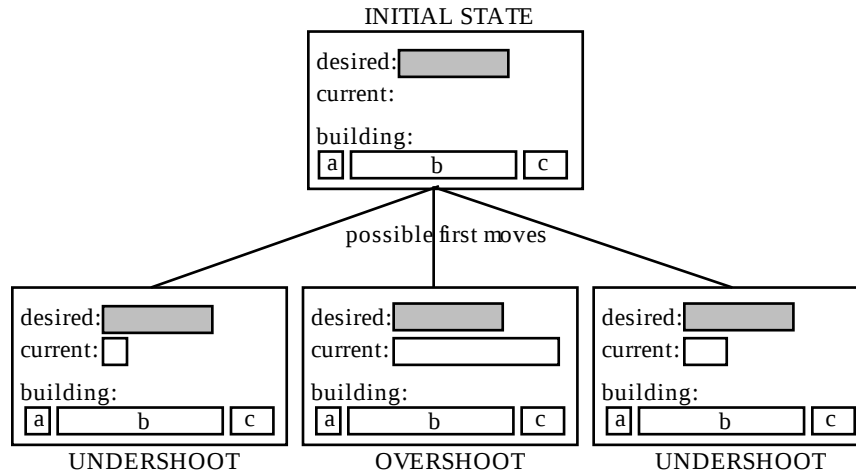 INITIAL STATE
desired:
current:
building:
a b c
possible first moves
desired:
current:
building:
a b c
UNDERSHOOT
desired:
current:
building:
a b c
OVERSHOOT
desired:
current:
building:
a b c
UNDERSHOOT